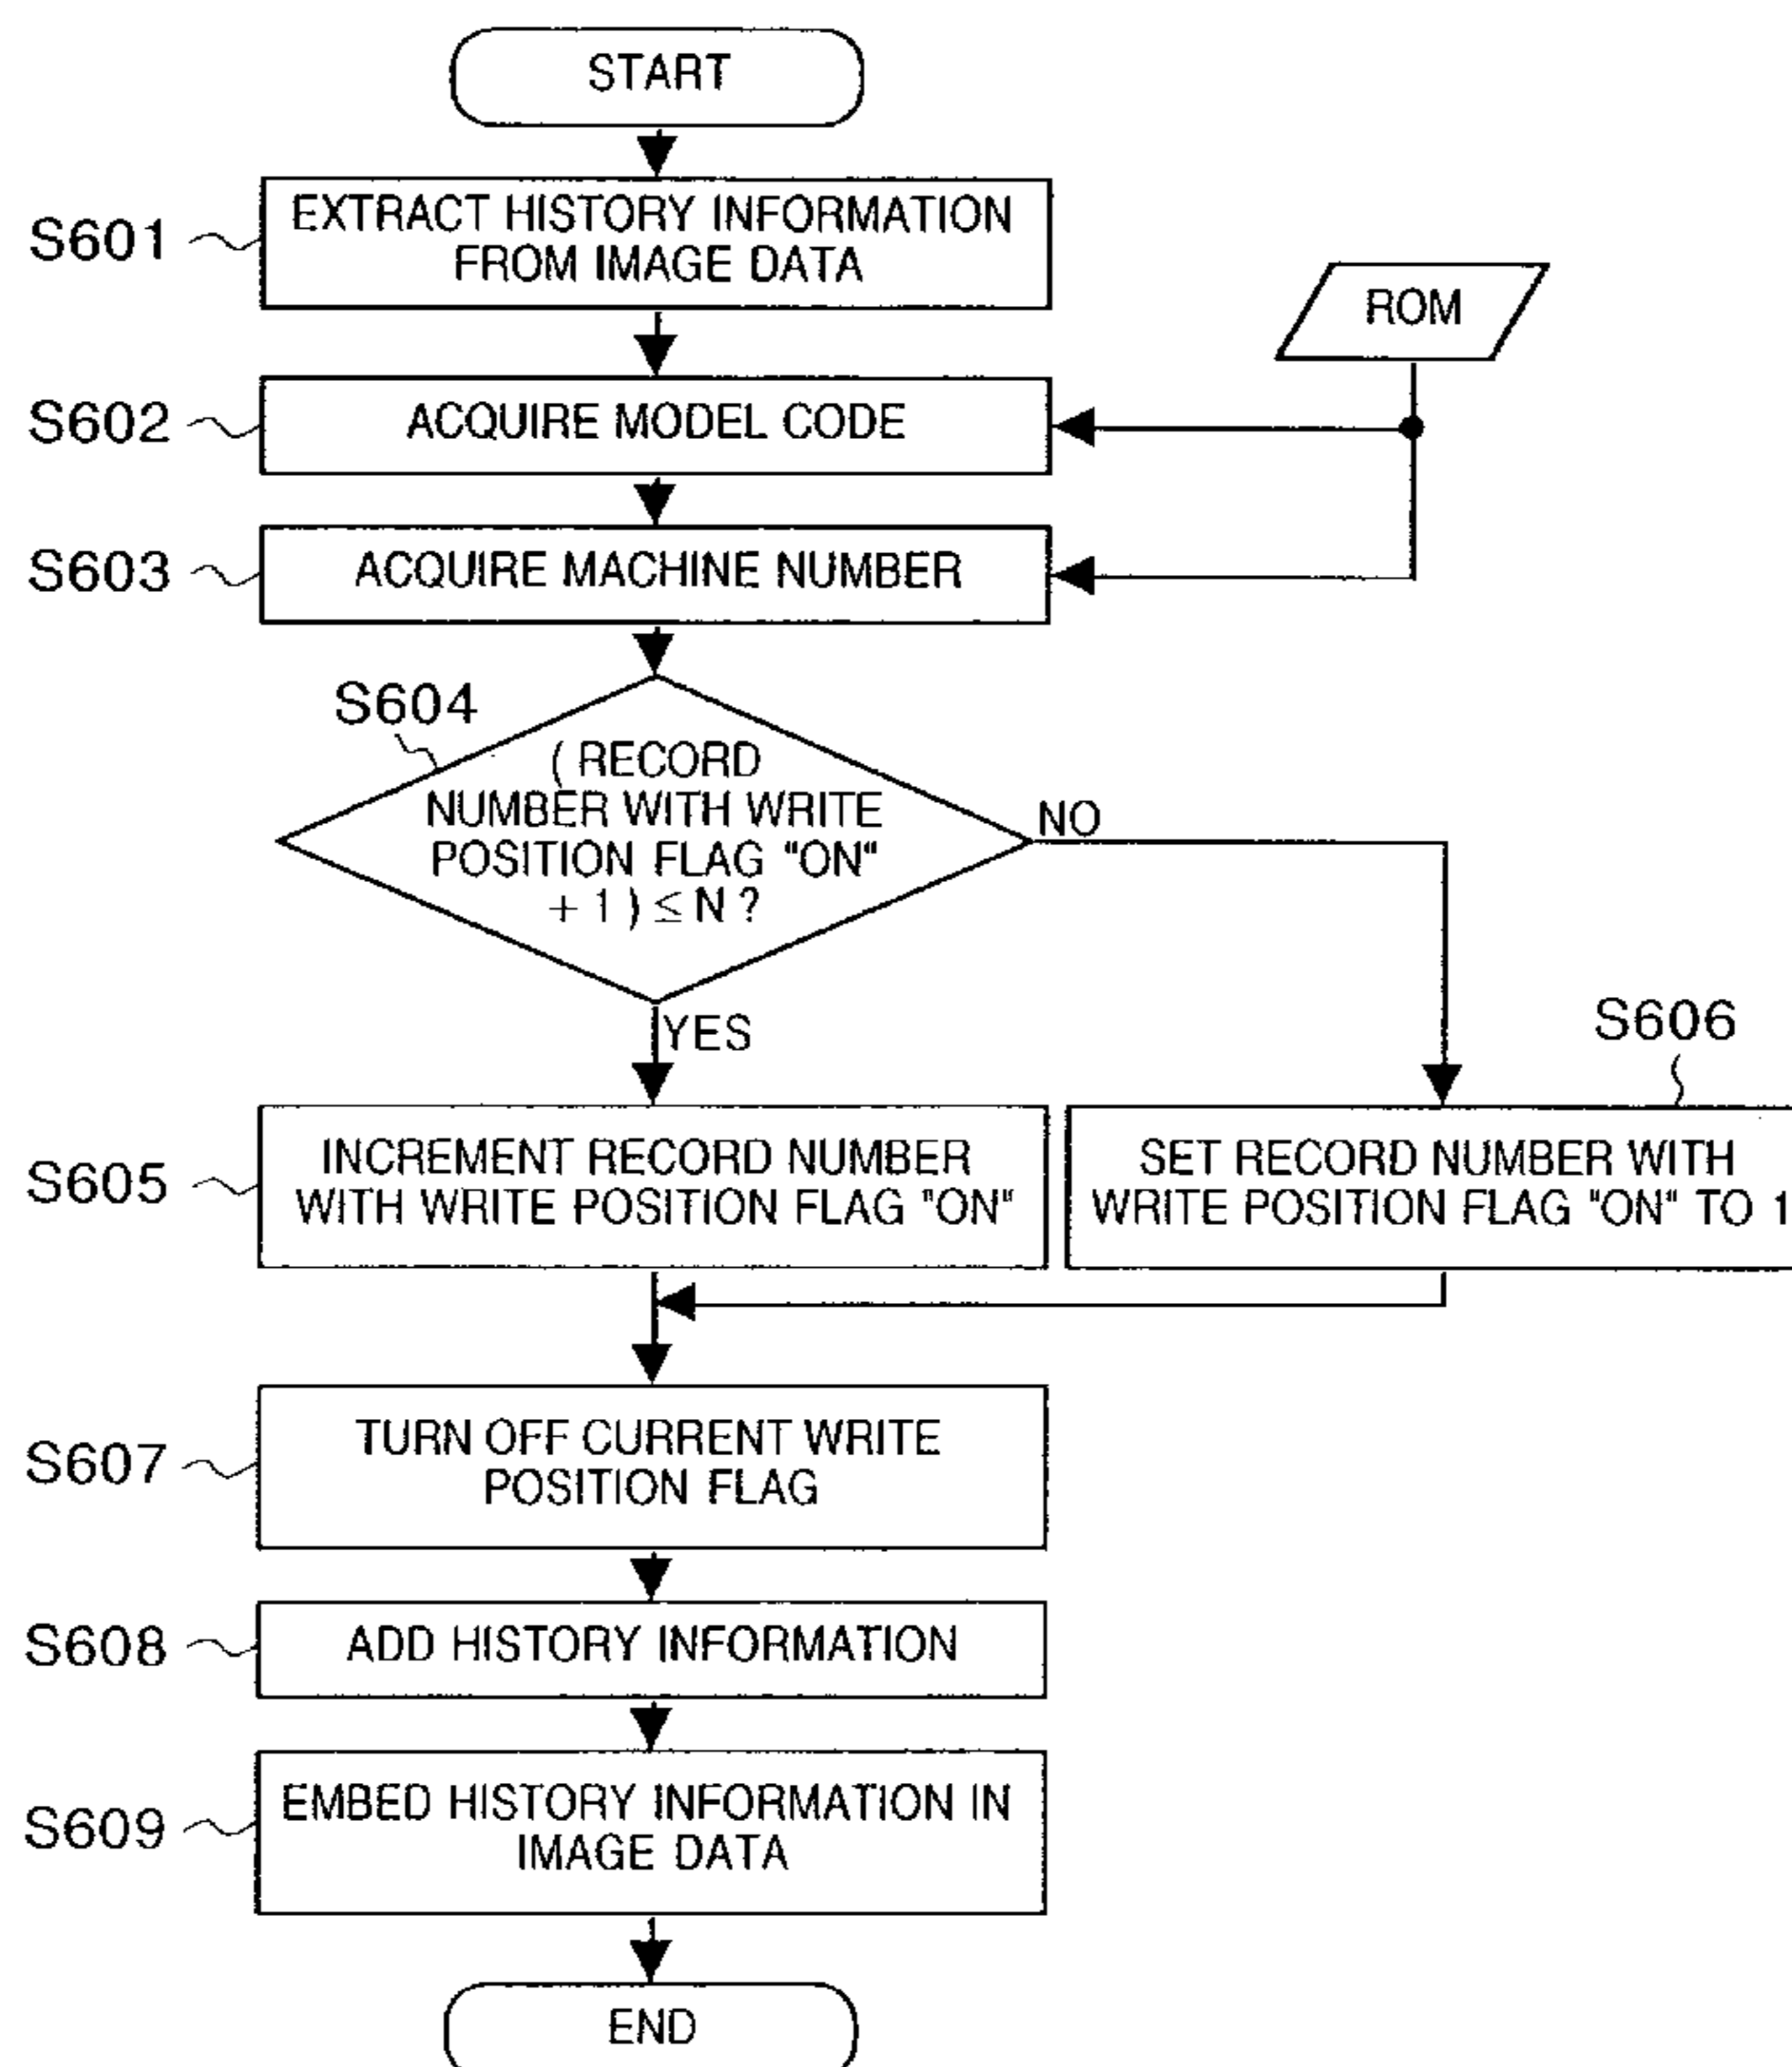 START
S601
EXTRACT HISTORY INFORMATION
FROM IMAGE DATA
ROM
S602
ACQUIRE MODEL CODE
S603
ACQUIRE MACHINE NUMBER
S604
( RECORD
NUMBER WITH WRITE
POSITION FLAG "ON"
+ 1 ) ≤ N ?
NO
YES
S606
S605
INCREMENT RECORD NUMBER
WITH WRITE POSITION FLAG "ON"
SET RECORD NUMBER WITH
WRITE POSITION FLAG "ON" TO 1
S607
TURN OFF CURRENT WRITE
POSITION FLAG
S608
ADD HISTORY INFORMATION
S609
EMBED HISTORY INFORMATION IN
IMAGE DATA
END